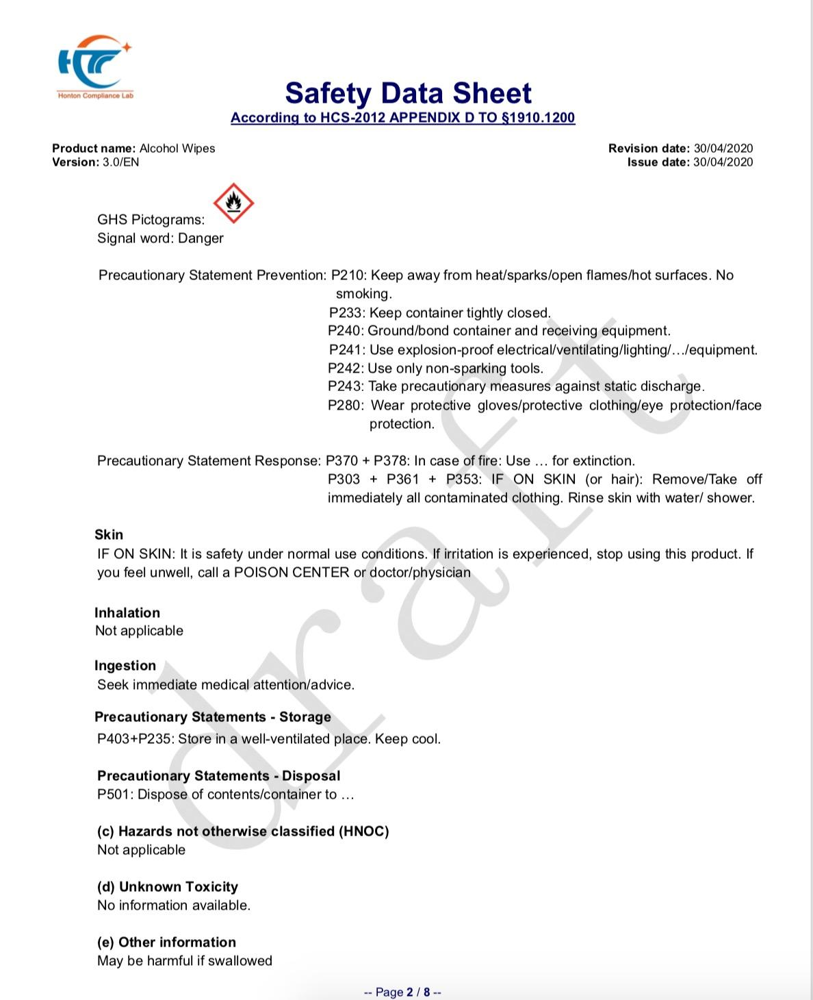 Honton Compliance Lab
Safety Data Sheet
According to HCS-2012 APPENDIX D TO §1910.1200
Product name: Alcohol Wipes
Revision date: 30/04/2020
Version: 3.0/EN
Issue date: 30/04/2020
GHS Pictograms:
Signal word: Danger
Precautionary Statement Prevention: P210: Keep away from heat/sparks/open flames/hot surfaces. No
smoking.
P233: Keep container tightly closed.
P240: Ground/bond container and receiving equipment.
P241: Use explosion-proof electrical/ventilating/lighting/…/equipment.
P242: Use only non-sparking tools.
P243: Take precautionary measures against static discharge.
P280: Wear protective gloves/protective clothing/eye protection/face
protection.
Precautionary Statement Response: P370 + P378: In case of fire: Use … for extinction.
P303 + P361 + P353: IF ON SKIN (or hair): Remove/Take off
immediately all contaminated clothing. Rinse skin with water/ shower.
Skin
IF ON SKIN: It is safety under normal use conditions. If irritation is experienced, stop using this product. If
you feel unwell, call a POISON CENTER or doctor/physician
Inhalation
Not applicable
Ingestion
Seek immediate medical attention/advice.
Precautionary Statements - Storage
P403+P235: Store in a well-ventilated place. Keep cool.
Precautionary Statements - Disposal
P501: Dispose of contents/container to …
(c) Hazards not otherwise classified (HNOC)
Not applicable
(d) Unknown Toxicity
No information available.
(e) Other information
May be harmful if swallowed
-- Page 2 / 8 --
draft